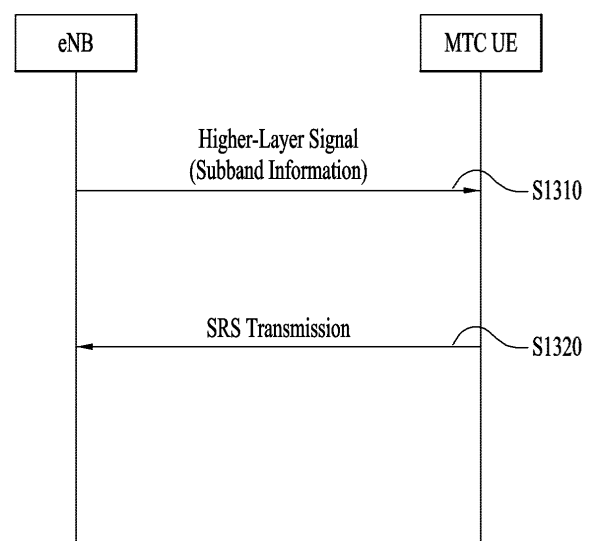 eNB
MTC UE
Higher-Layer Signal
(Subband Information)
S1310
SRS Transmission
S1320